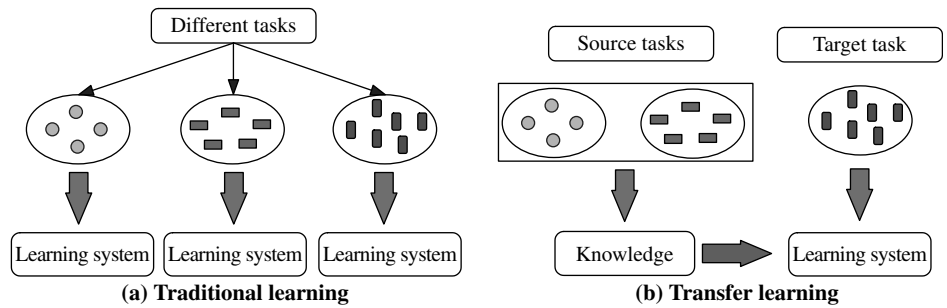 Different tasks
Learning system
Learning system
Learning system
(a) Traditional learning
Source tasks
Target task
Knowledge
Learning system
(b) Transfer learning